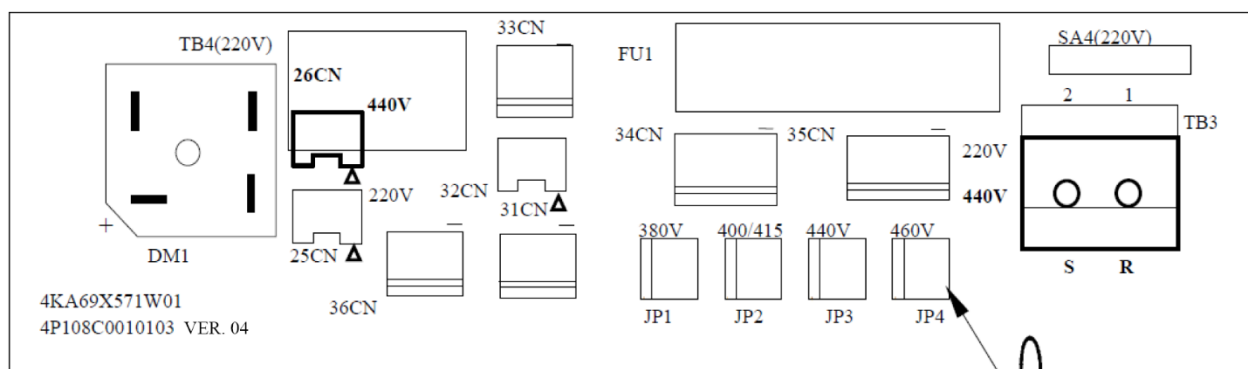 33CN
TB4(220V)
FU1
SA4(220V)
26CN
440V
2 1
TB3
34CN
35CN
220V
32CN
220V
440V
31CN
+
DM1
25CN
380V 400/415 440V 460V
S R
36CN
4KA69X571W01
JP1 JP2 JP3 JP4
4P108C0010103 VER. 04